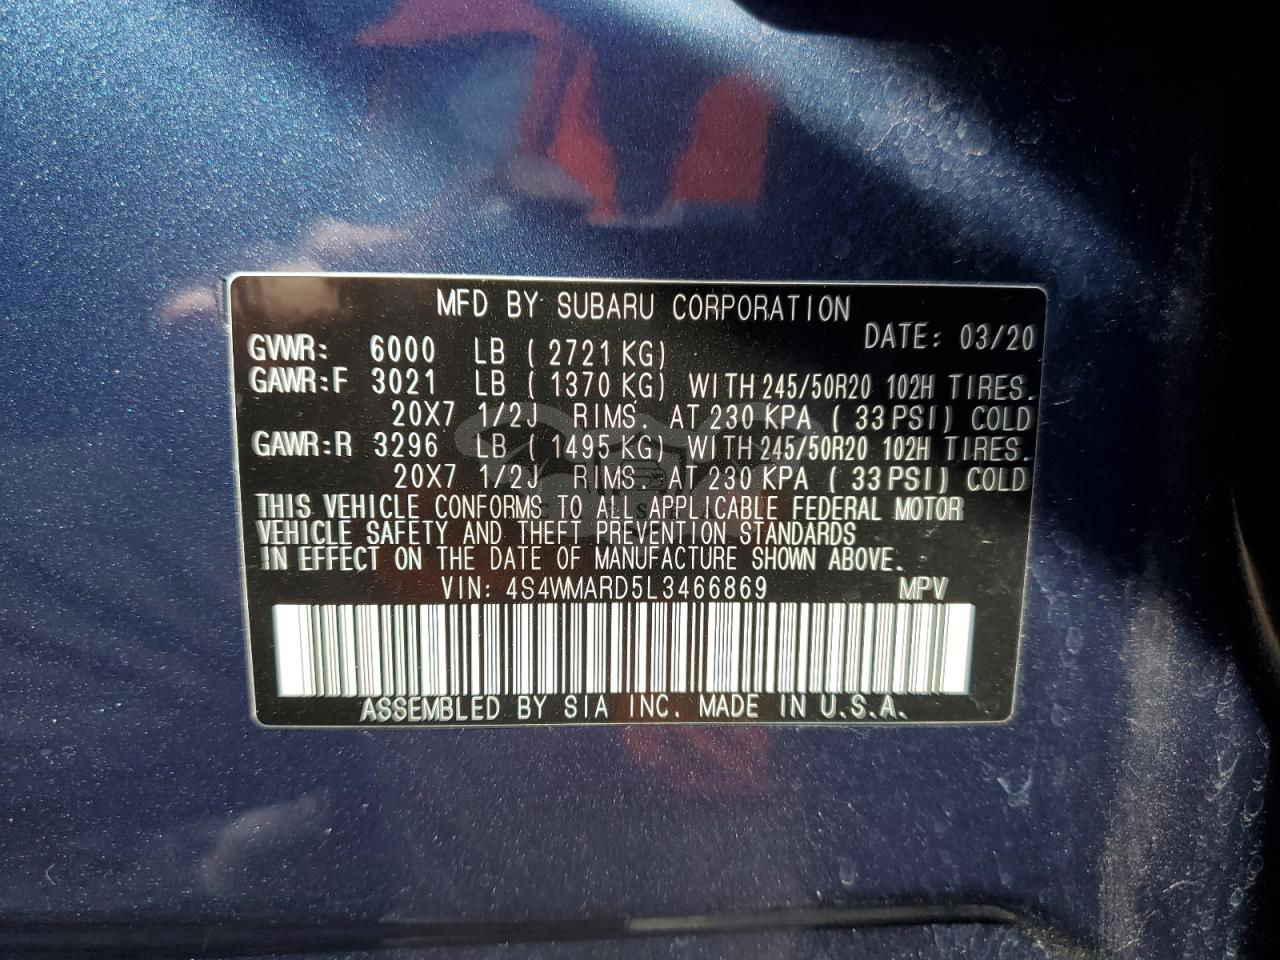 MFD BY SUBARU CORPORATION
DATE: 03/20
GVWR: 6000 LB ( 2721 KG)
GAWR:F 3021 LB ( 1370 KG) WITH 245/50R20 102H TIRES.
20X7 1/2J RIMS. AT 230 KPA ( 33 PSI) COLD
GAWR:R 3296 LB ( 1495 KG) WITH 245/50R20 102H TIRES.
20X7 1/2J RIMS. AT 230 KPA ( 33 PSI) COLD
THIS VEHICLE CONFORMS TO ALL APPLICABLE FEDERAL MOTOR
VEHICLE SAFETY AND THEFT PREVENTION STANDARDS
IN EFFECT ON THE DATE OF MANUFACTURE SHOWN ABOVE.
VIN: 4S4WMARD5L3466869 MPV
ASSEMBLED BY SIA INC. MADE IN U.S.A.